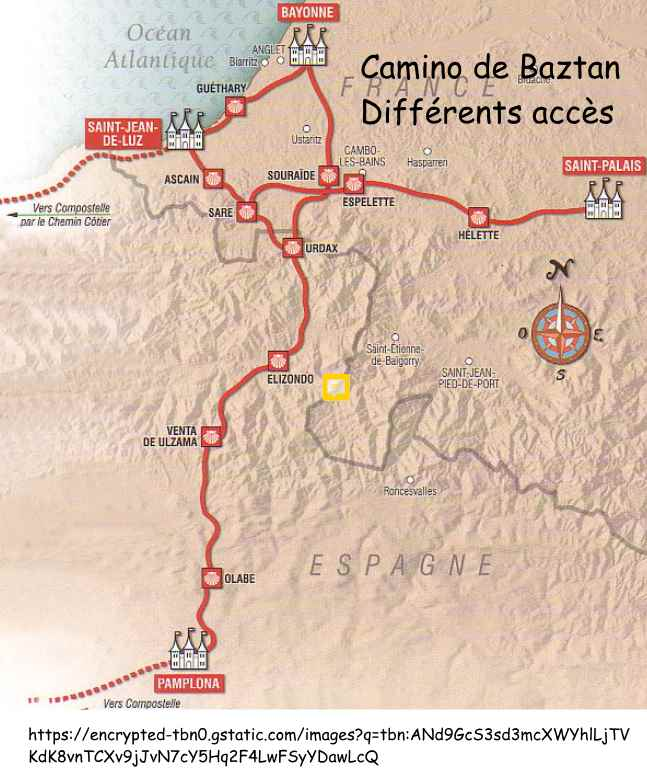 BAYONNE
Océan
Atlantique
ANGLET
Biarritz
Camino de Baztan
Différents accès
FRANCE
Bidache
GUÉTHARY
SAINT-JEAN-
DE-LUZ
Ustaritz
CAMBO-
LES-BAINS
Hasparren
SAINT-PALAIS
ASCAIN
SOURAÏDE
ESPELETTE
SARE
Vers Compostelle
par le Chemin Côtier
HÉLETTE
URDAX
N
O
E
S
Saint-Étienne-
de-Baïgorry
SAINT-JEAN-
PIED-DE-PORT
ELIZONDO
VENTA
DE ULZAMA
Roncesvalles
ESPAGNE
OLABE
PAMPLONA
Vers Compostelle
https://encrypted-tbn0.gstatic.com/images?q=tbn:ANd9GcS3sd3mcXWYhlLjTV
KdK8vnTCXv9jJvN7cY5Hq2F4LwFSyYDawLcQ